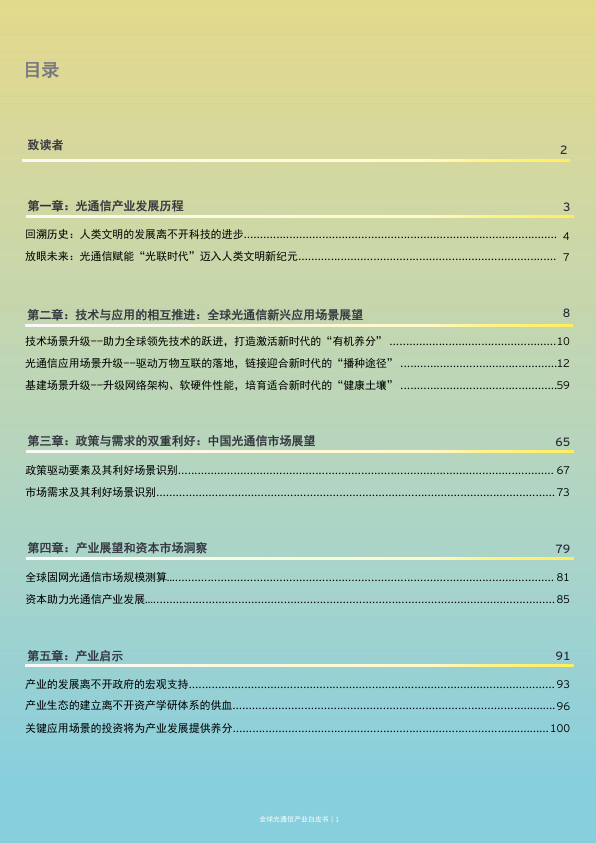 目录
致读者 2
第一章：光通信产业发展历程 3
回溯历史：人类文明的发展离不开科技的进步 4
放眼未来：光通信赋能“光联时代”迈入人类文明新纪元 7
第二章：技术与应用的相互推进：全球光通信新兴应用场景展望 8
技术场景升级--助力全球领先技术的跃进，打造激活新时代的“有机养分” 10
光通信应用场景升级--驱动万物互联的落地，链接迎合新时代的“播种途径” 12
基建场景升级--升级网络架构、软硬件性能，培育适合新时代的“健康土壤” 59
第三章：政策与需求的双重利好：中国光通信市场展望 65
政策驱动要素及其利好场景识别 67
市场需求及其利好场景识别 73
第四章：产业展望和资本市场洞察 79
全球固网光通信市场规模测算 81
资本助力光通信产业发展 85
第五章：产业启示 91
产业的发展离不开政府的宏观支持 93
产业生态的建立离不开资产学研体系的供血 96
关键应用场景的投资将为产业发展提供养分 100
全球光通信产业白皮书 | 1